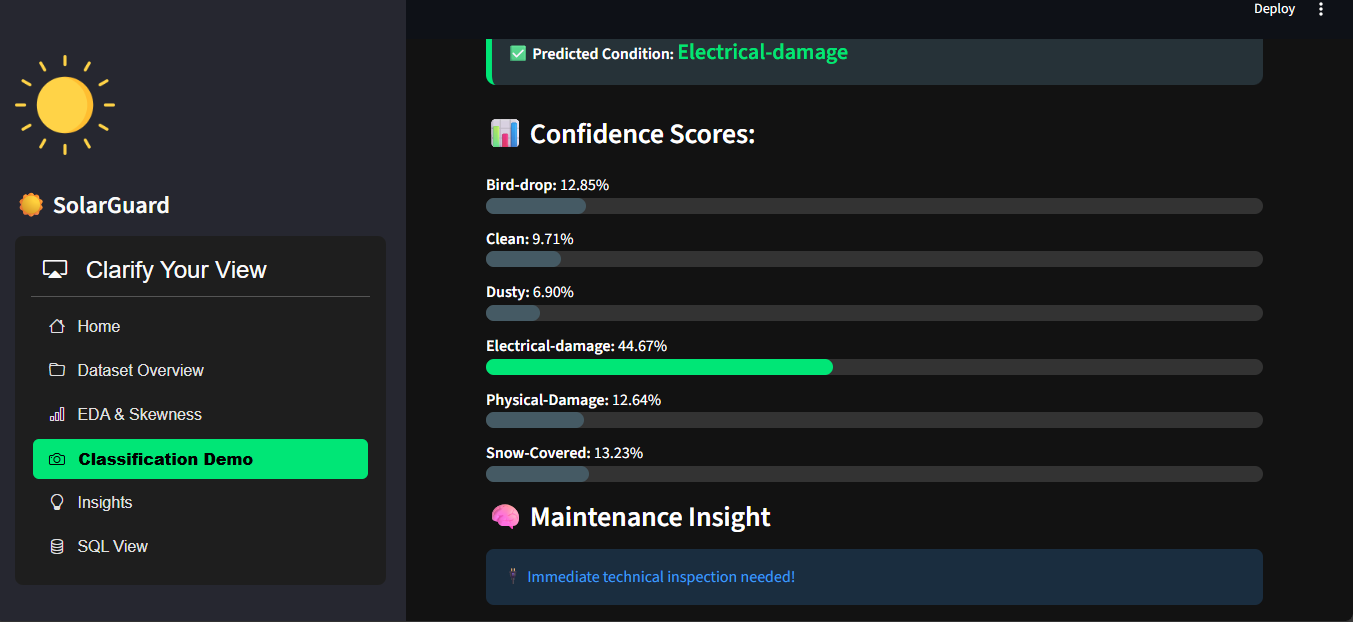 Deploy
✅ Predicted Condition: Electrical-damage
📊 Confidence Scores:
Bird-drop: 12.85%
Clean: 9.71%
Dusty: 6.90%
Electrical-damage: 44.67%
Physical-Damage: 12.64%
Snow-Covered: 13.23%
🧠 Maintenance Insight
Immediate technical inspection needed!
SolarGuard
Clarify Your View
Home
Dataset Overview
EDA & Skewness
Classification Demo
Insights
SQL View